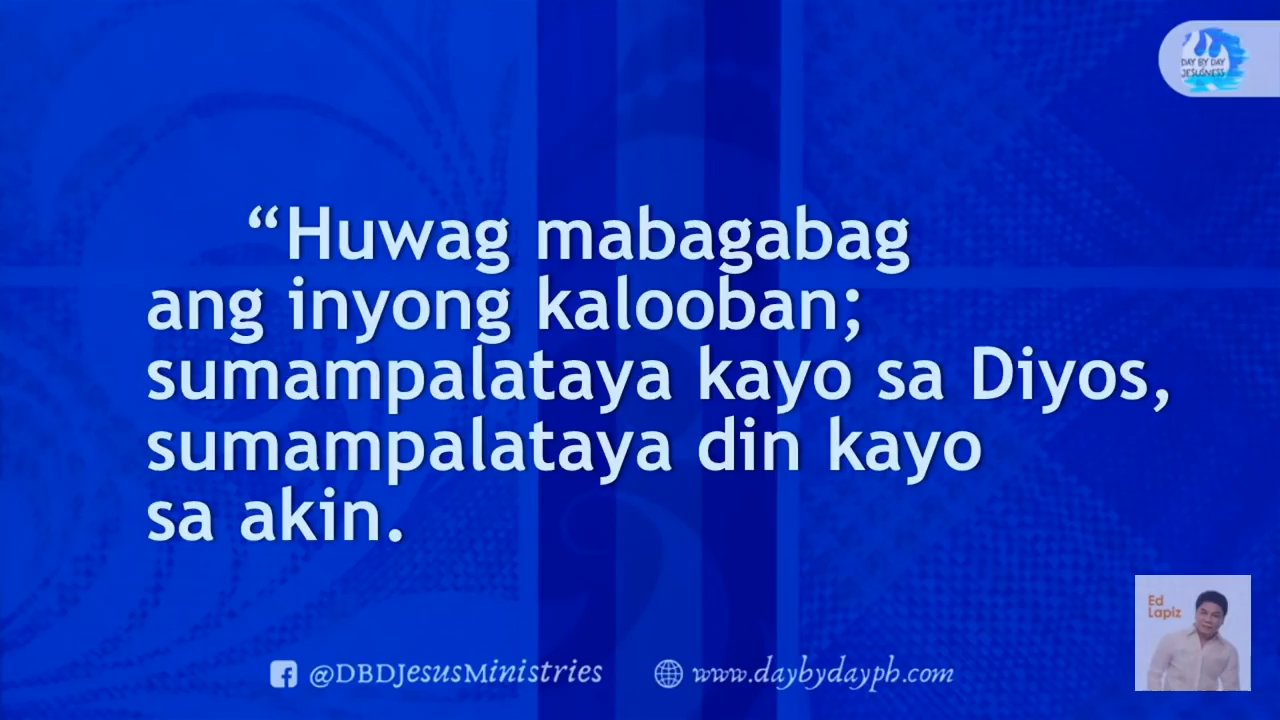 DAY BY DAY
JESUSNESS
“Huwag mabagabag
ang inyong kalooban;
sumampalataya kayo sa Diyos,
sumampalataya din kayo
sa akin.
Ed
Lapiz
@DBDJesusMinistries
www.daybydayph.com